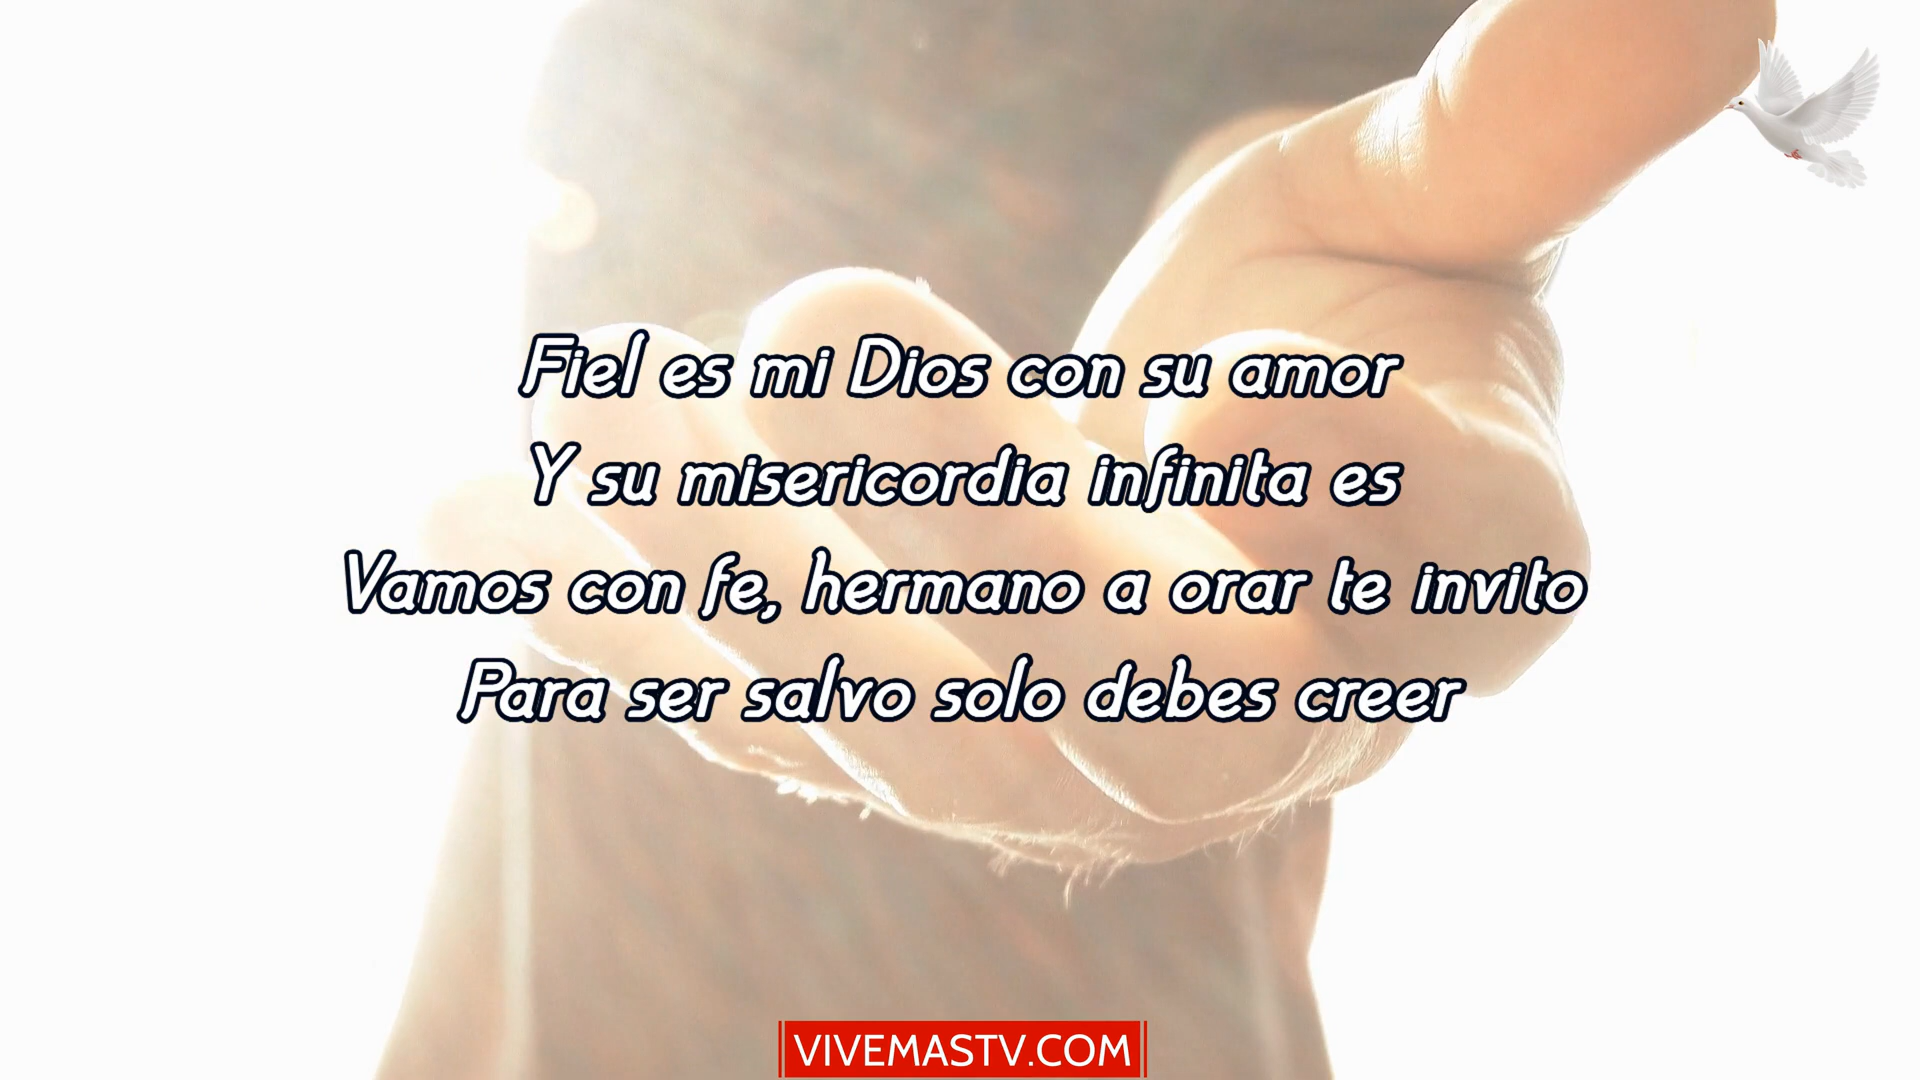 Fiel es mi Dios con su amor
Y su misericordia infinita es
Vamos con fe, hermano a orar te invito
Para ser salvo solo debes creer
VIVEMASTV.COM